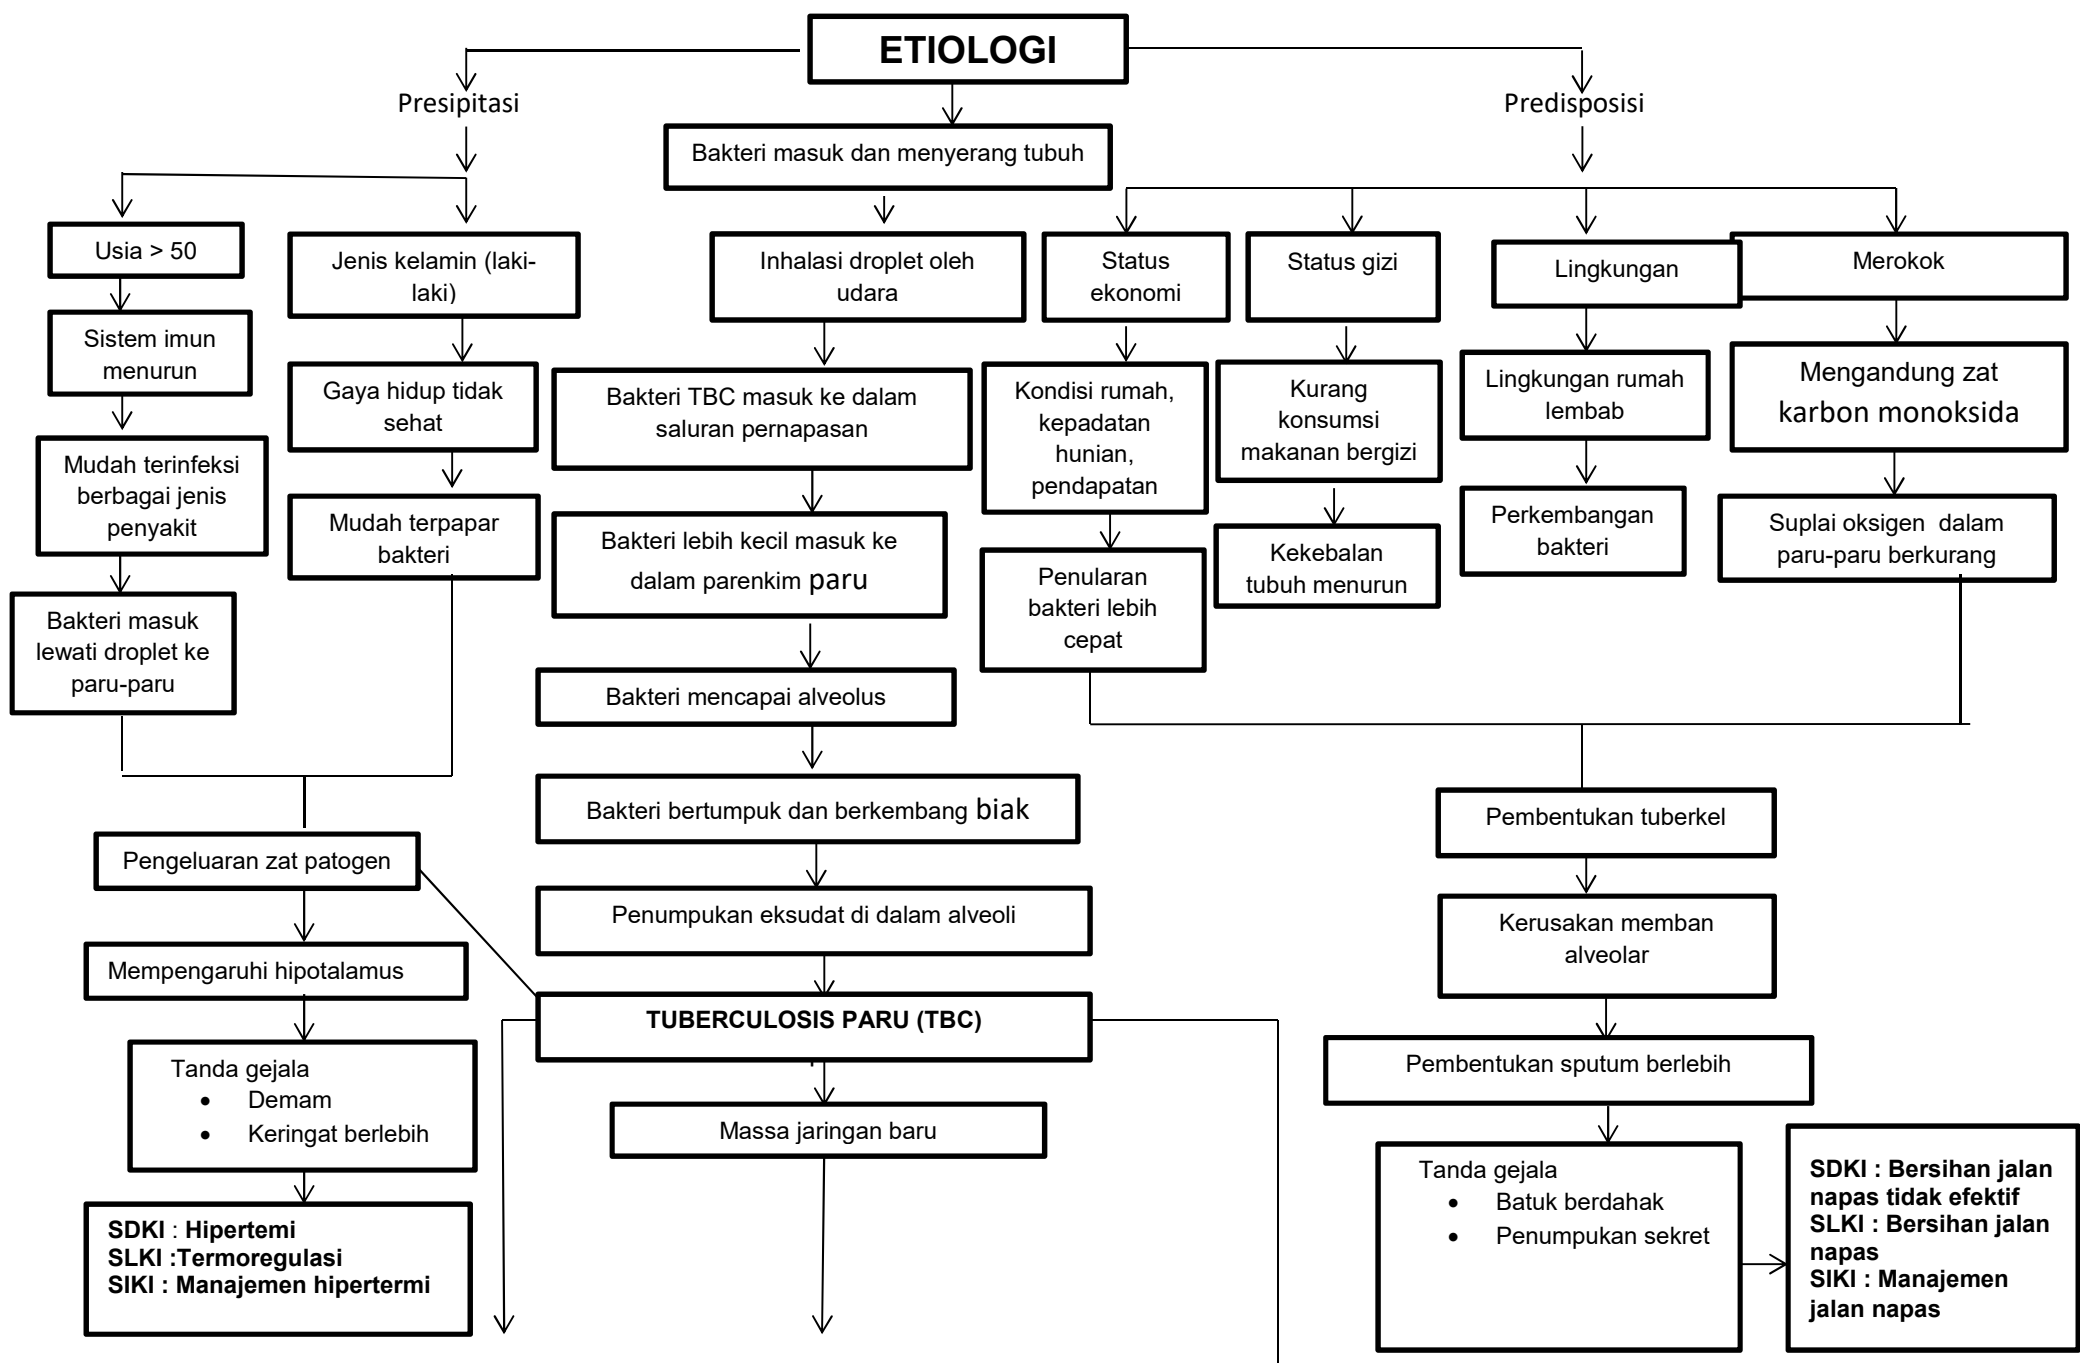 ETIOLOGI
Presipitasi
Predisposisi
Bakteri masuk dan menyerang tubuh
Usia > 50
Jenis kelamin (laki-
laki)
Inhalasi droplet oleh
udara
Status
ekonomi
Status gizi
Lingkungan
Merokok
Sistem imun
menurun
Gaya hidup tidak
sehat
Bakteri TBC masuk ke dalam
saluran pernapasan
Kondisi rumah,
kepadatan
hunian,
pendapatan
Kurang
konsumsi
makanan bergizi
Lingkungan rumah
lembab
Mengandung zat
karbon monoksida
Mudah terinfeksi
berbagai jenis
penyakit
Mudah terpapar
bakteri
Bakteri lebih kecil masuk ke
dalam parenkim paru
Penularan
bakteri lebih
cepat
Kekebalan
tubuh menurun
Perkembangan
bakteri
Suplai oksigen  dalam
paru-paru berkurang
Bakteri masuk
lewati droplet ke
paru-paru
Bakteri mencapai alveolus
Bakteri bertumpuk dan berkembang biak
Pembentukan tuberkel
Pengeluaran zat patogen
Penumpukan eksudat di dalam alveoli
Kerusakan memban
alveolar
Mempengaruhi hipotalamus
TUBERCULOSIS PARU (TBC)
Pembentukan sputum berlebih
Tanda gejala
• Demam
• Keringat berlebih
Massa jaringan baru
Tanda gejala
• Batuk berdahak
• Penumpukan sekret
SDKI : Bersihan jalan
napas tidak efektif
SLKI : Bersihan jalan
napas
SIKI : Manajemen
jalan napas
SDKI : Hipertemi
SLKI :Termoregulasi
SIKI : Manajemen hipertermi